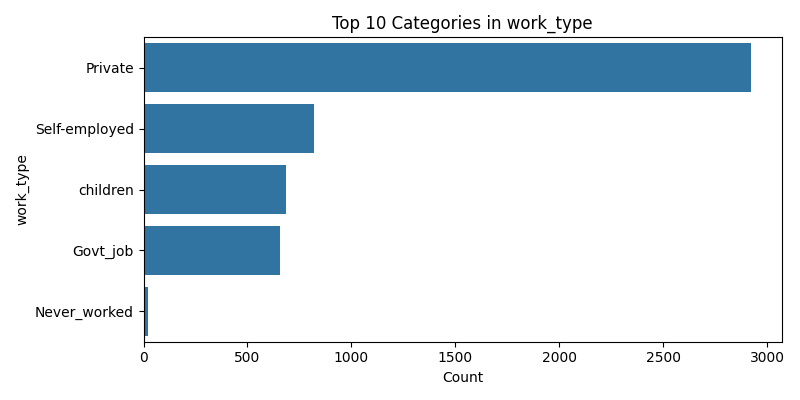 Top 10 Categories in work_type
work_type
Private
Self-employed
children
Govt_job
Never_worked
0 500 1000 1500 2000 2500 3000
Count